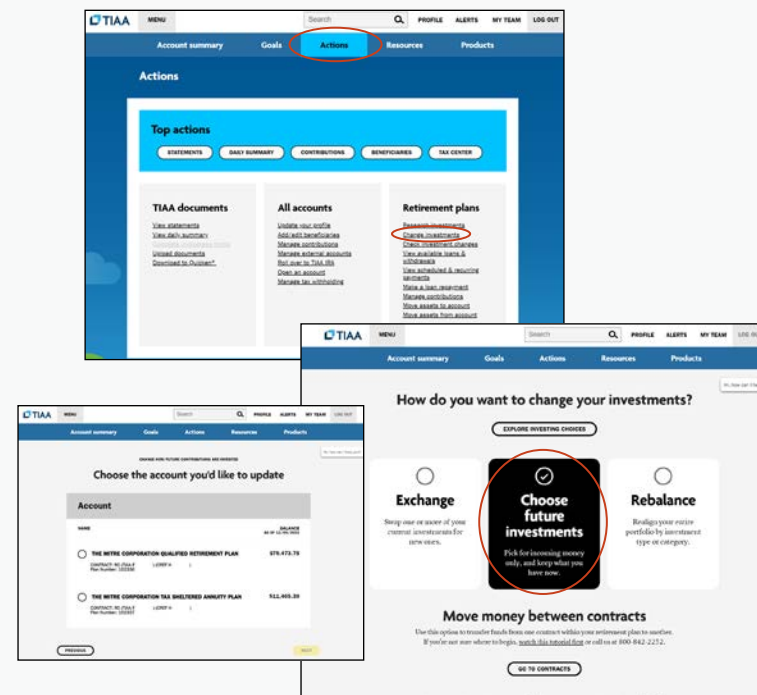 TIAA MENU Search PROFILE ALERTS MY TEAM LOG OUT
Account summary Goals Actions Resources Products
Actions
Top actions
STATEMENTS DAILY SUMMARY CONTRIBUTIONS BENEFICIARIES TAX CENTER
TIAA documents
View statements
View daily summary
Upload documents
Download to Quicken®
All accounts
Update your profile
Add/edit beneficiaries
Manage contributions
Manage external accounts
Roll over to TIAA IRA
Open an account
Manage tax withholding
Retirement plans
Research investments
Change investments
Check investment changes
View available loans &
withdrawals
View scheduled & recurring
payments
Make a loan repayment
Manage contributions
Move assets to account
Move assets from account
TIAA MENU Search PROFILE ALERTS MY TEAM LOG OUT
Account summary Goals Actions Resources Products
CHANGE HOW FUTURE CONTRIBUTIONS ARE INVESTED
Choose the account you'd like to update
Account
NAME BALANCE
THE MITRE CORPORATION QUALIFIED RETIREMENT PLAN
THE MITRE CORPORATION TAX SHELTERED ANNUITY PLAN
PREVIOUS NEXT
TIAA MENU Search PROFILE ALERTS MY TEAM LOG OU
Account summary Goals Actions Resources Products
How do you want to change your investments?
EXPLORE INVESTING CHOICES
Exchange
Swap one or more of your
current investments for
new ones.
Choose
future
investments
Pick for incoming money
only, and keep what you
have now.
Rebalance
Realign your entire
portfolio by investment
type or category.
Move money between contracts
Use this option to transfer funds from one contract within your retirement plan to another.
If you're not sure where to begin, watch this tutorial first or call us at 800-842-2252.
GO TO CONTRACTS